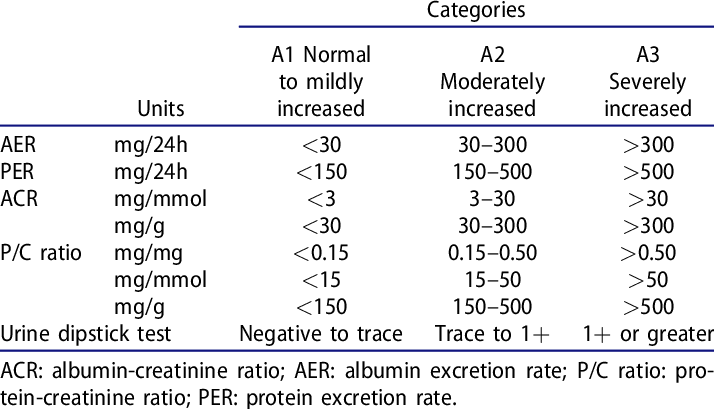 Categories
Units A1 Normal to mildly increased A2 Moderately increased A3 Severely increased
AER mg/24h <30 30–300 >300
PER mg/24h <150 150–500 >500
ACR mg/mmol <3 3–30 >30
mg/g <30 30–300 >300
P/C ratio mg/mg <0.15 0.15–0.50 >0.50
mg/mmol <15 15–50 >50
mg/g <150 150–500 >500
Urine dipstick test Negative to trace Trace to 1+ 1+ or greater
ACR: albumin-creatinine ratio; AER: albumin excretion rate; P/C ratio: pro-
tein-creatinine ratio; PER: protein excretion rate.